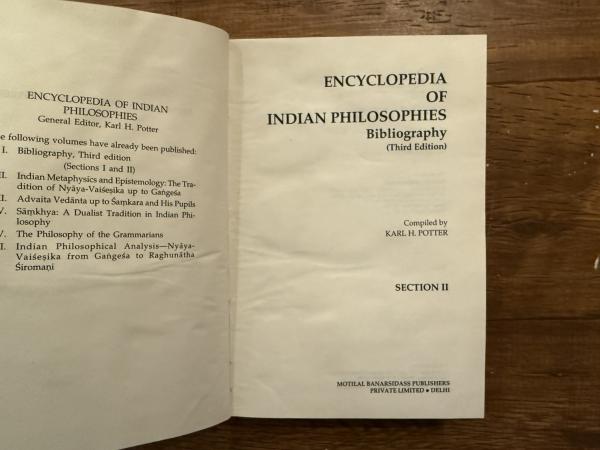 ENCYCLOPEDIA OF INDIAN
PHILOSOPHIES
General Editor, Karl H. Potter
e following volumes have already been published:
I. Bibliography, Third edition
(Sections I and II)
I. Indian Metaphysics and Epistemology: The Tra-
dition of Nyāya-Vaiśeṣika up to Gaṅgeśa
I. Advaita Vedānta up to Śaṃkara and His Pupils
V. Sāṃkhya: A Dualist Tradition in Indian Phi-
losophy
V. The Philosophy of the Grammarians
I. Indian Philosophical Analysis—Nyāya-
Vaiśeṣika from Gaṅgeśa to Raghunātha
Śiromaṇi
ENCYCLOPEDIA
OF
INDIAN PHILOSOPHIES
Bibliography
(Third Edition)
Compiled by
KARL H. POTTER
SECTION II
MOTILAL BANARSIDASS PUBLISHERS
PRIVATE LIMITED • DELHI